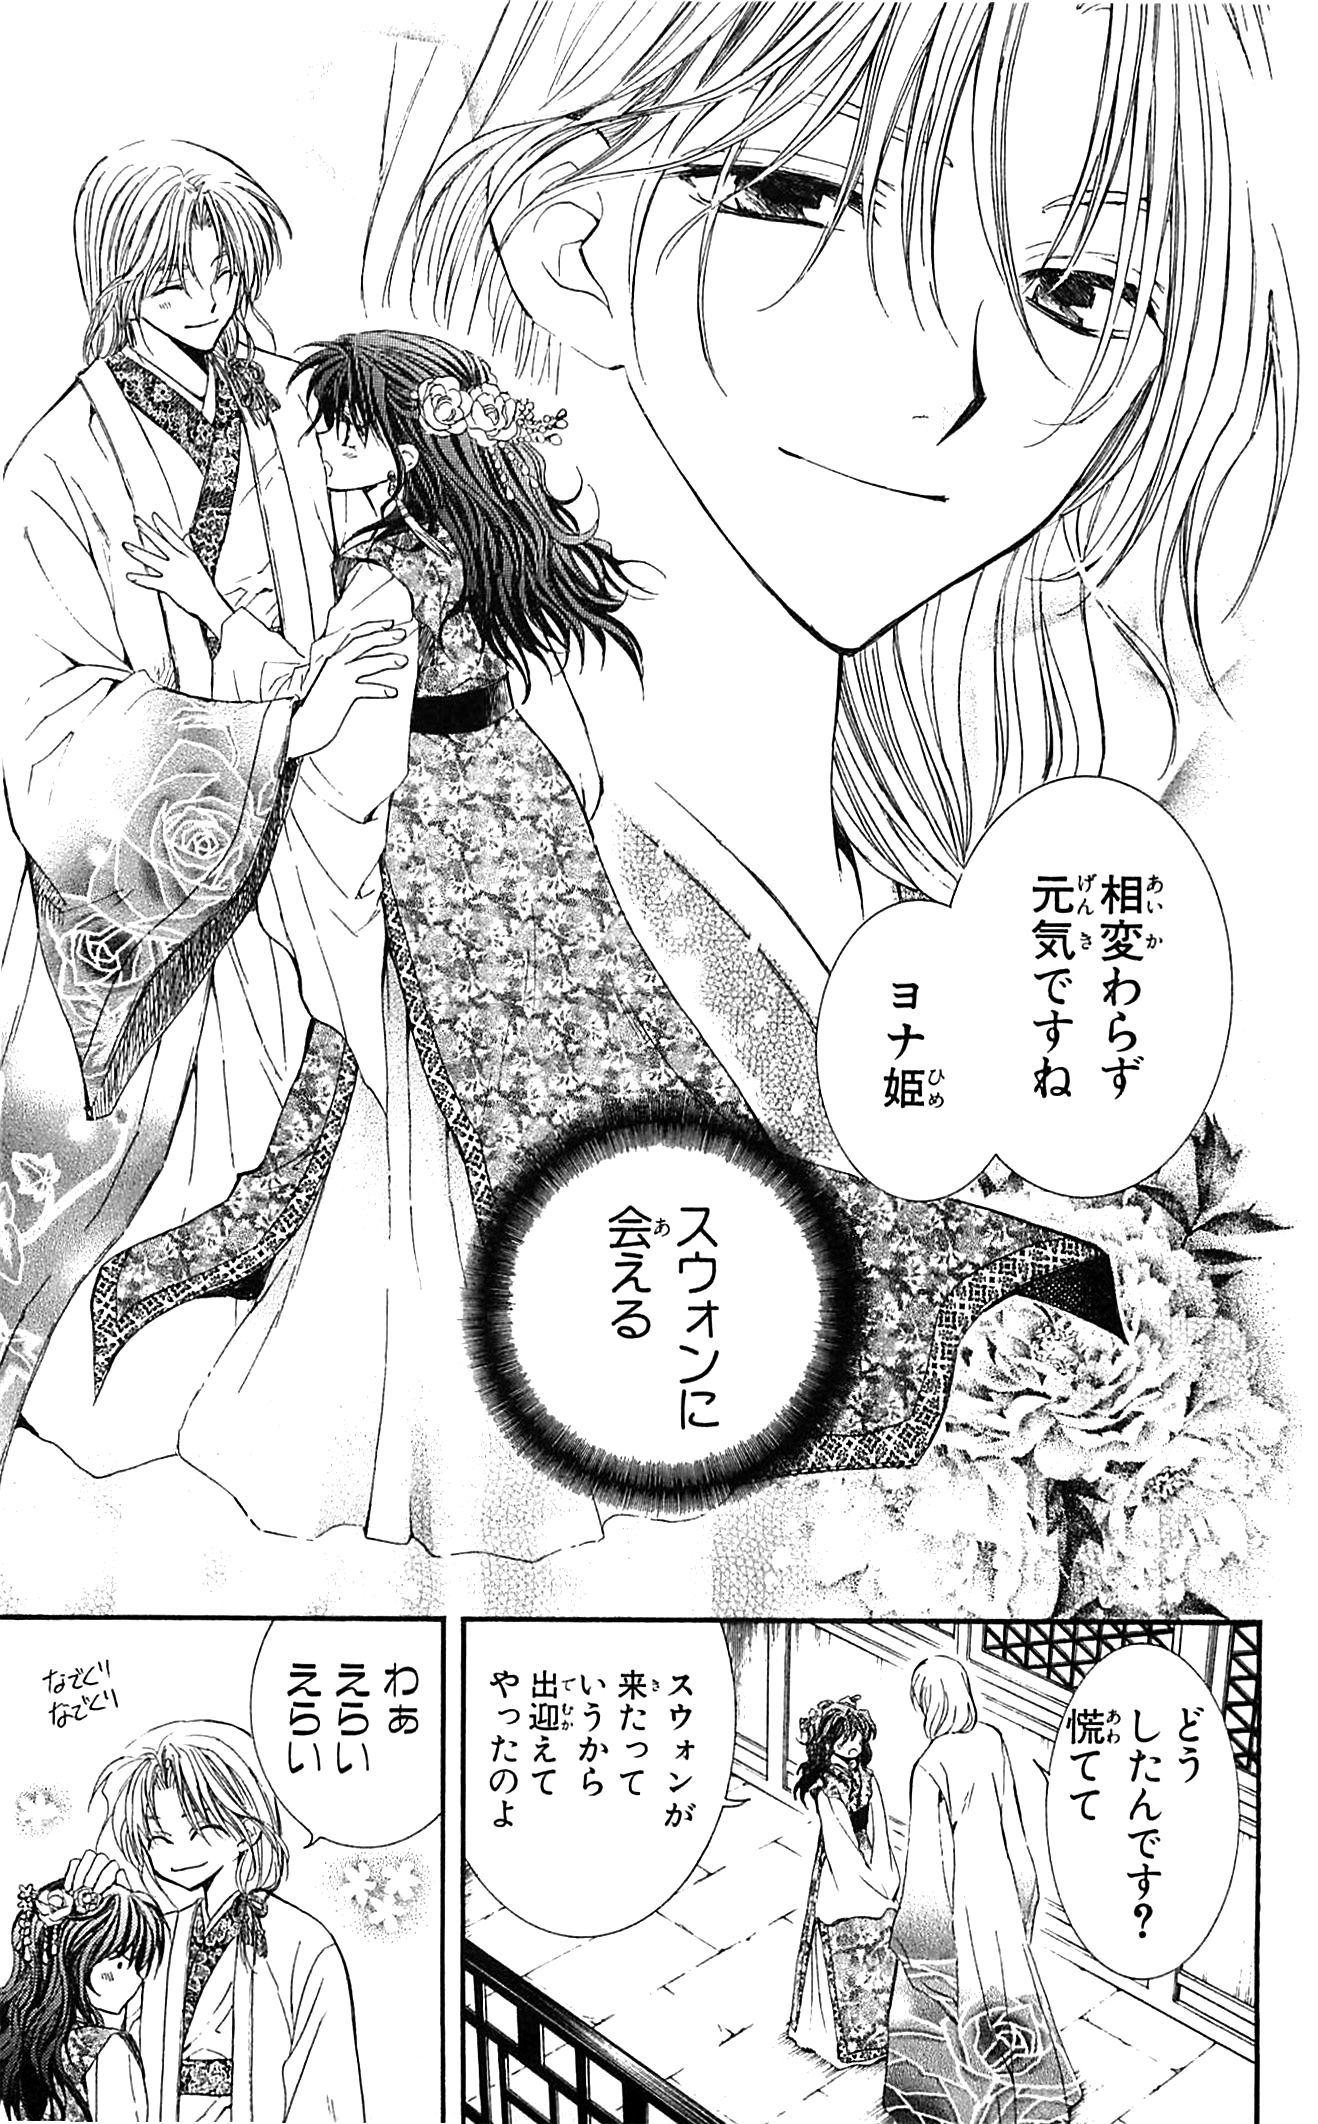 相変わらず
元気ですね
ヨナ姫
スウォンに
会える
どう
したんです?
慌てて
スウォンが
来たって
いうから
出迎えて
やったのよ
わぁ
えらい
えらい
なでくり
なでくり